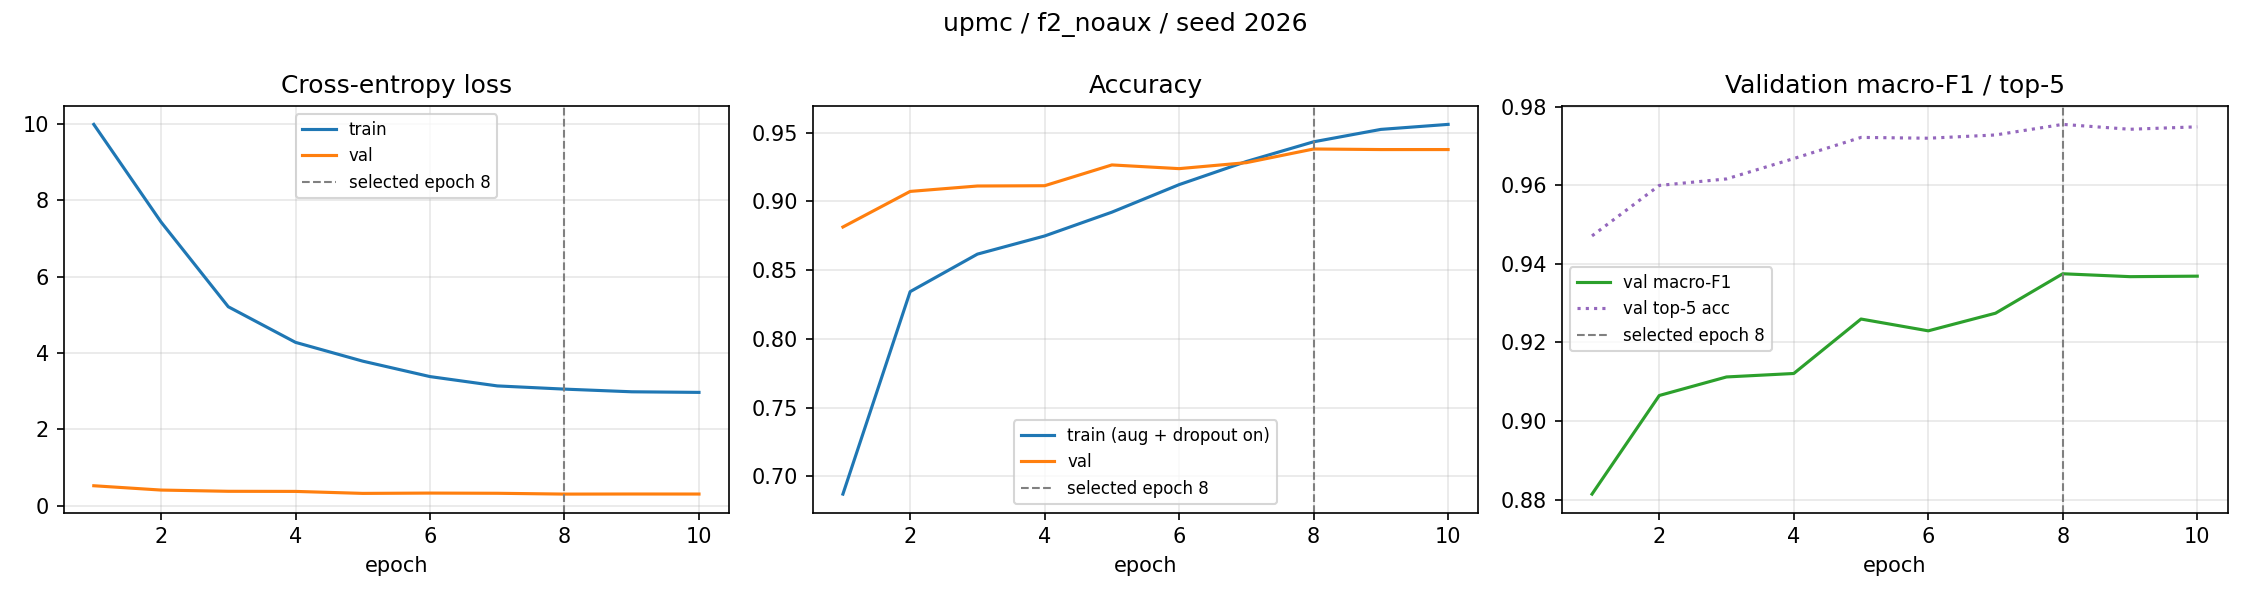 upmc / f2_noaux / seed 2026
Cross-entropy loss
10
8
6
4
2
0
train
val
selected epoch 8
2 4 6 8 10
epoch
Accuracy
0.95
0.90
0.85
0.80
0.75
0.70
train (aug + dropout on)
val
selected epoch 8
2 4 6 8 10
epoch
Validation macro-F1 / top-5
0.98
0.96
0.94
0.92
0.90
0.88
val macro-F1
val top-5 acc
selected epoch 8
2 4 6 8 10
epoch